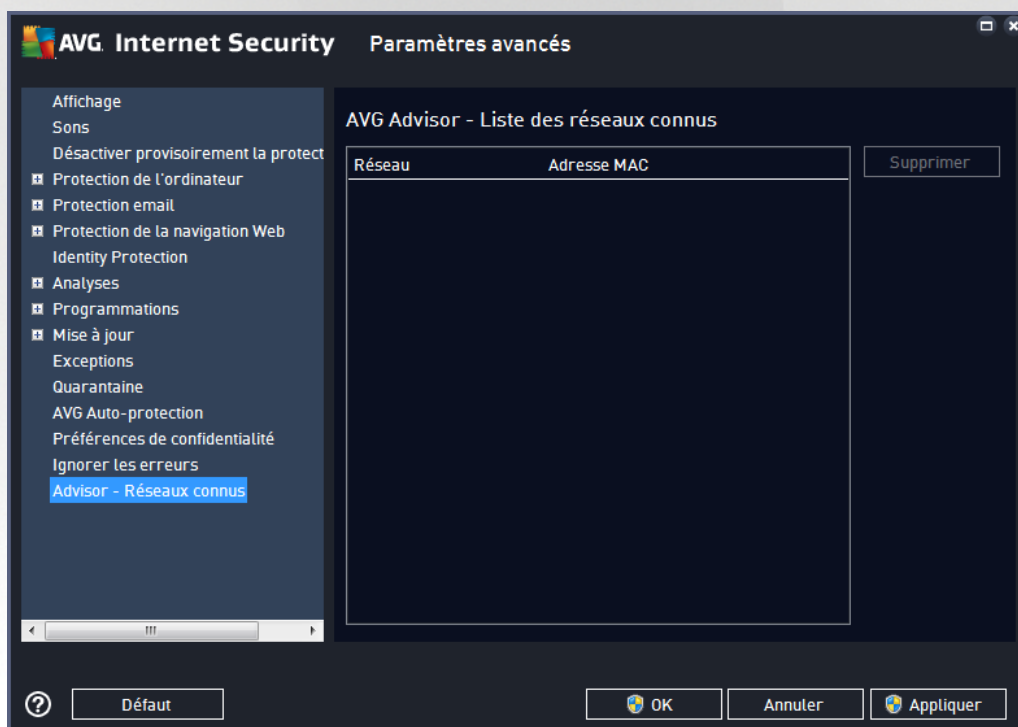 AVG. Internet Security Paramètres avancés
Affichage
Sons
Désactiver provisoirement la protect
Protection de l'ordinateur
Protection email
Protection de la navigation Web
Identity Protection
Analyses
Programmations
Mise à jour
Exceptions
Quarantaine
AVG Auto-protection
Préférences de confidentialité
Ignorer les erreurs
Advisor - Réseaux connus
AVG Advisor - Liste des réseaux connus
Réseau Adresse MAC
Supprimer
? Défaut OK Annuler Appliquer